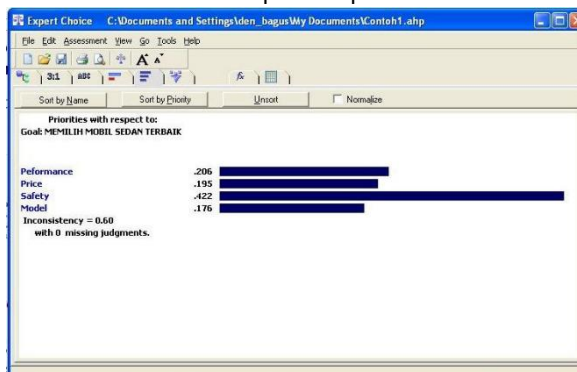 Expert Choice C:\Documents and Settings\den_bagus\My Documents\Contoh1.ahp
File Edit Assessment View Go Tools Help
A A
3:1 ABC
Sort by Name Sort by Priority Unsort Normalize
Priorities with respect to:
Goal: MEMILIH MOBIL SEDAN TERBAIK
Peformance .206
Price .195
Safety .422
Model .176
Inconsistency = 0.60
with 0 missing judgments.